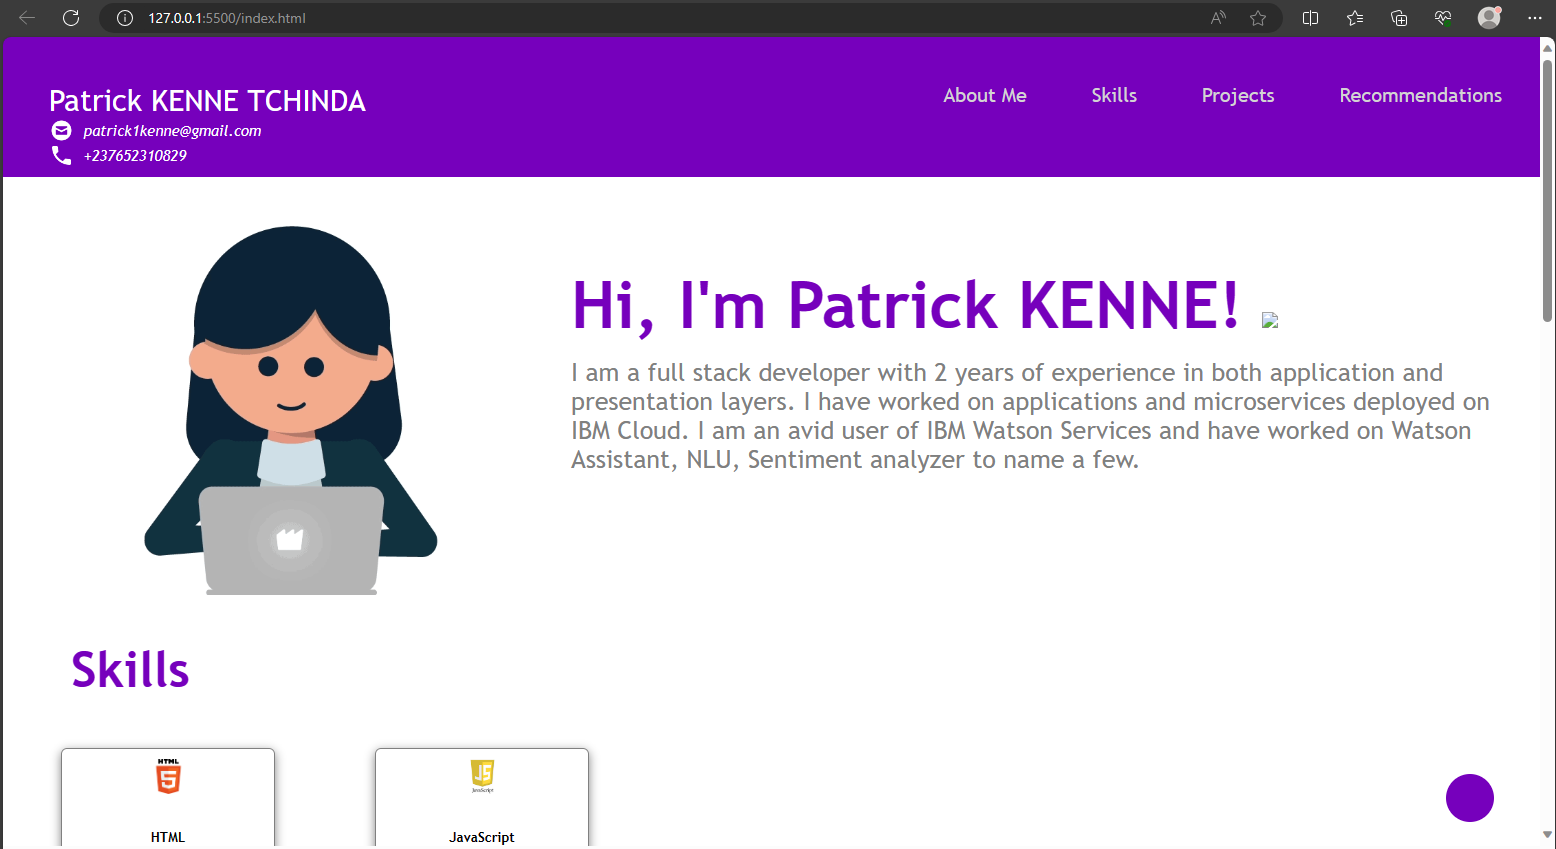 127.0.0.1:5500/index.html
Patrick KENNE TCHINDA
patrick1kenne@gmail.com
+237652310829
About Me
Skills
Projects
Recommendations
Hi, I'm Patrick KENNE!
I am a full stack developer with 2 years of experience in both application and
presentation layers. I have worked on applications and microservices deployed on
IBM Cloud. I am an avid user of IBM Watson Services and have worked on Watson
Assistant, NLU, Sentiment analyzer to name a few.
Skills
HTML
5
HTML
JS
JavaScript
JavaScript